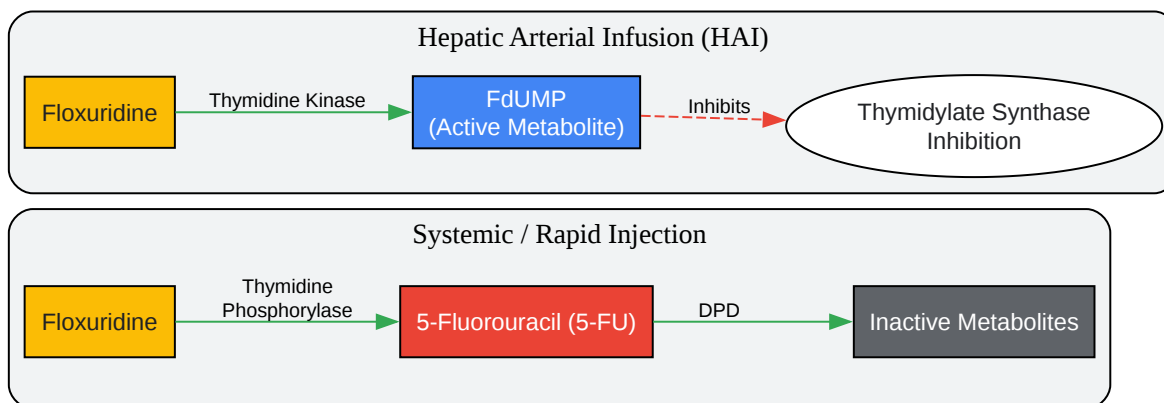 Hepatic Arterial Infusion (HAI)
Floxuridine
Thymidine Kinase
FdUMP
(Active Metabolite)
Inhibits
Thymidylate Synthase
Inhibition
Systemic / Rapid Injection
Floxuridine
Thymidine
Phosphorylase
5-Fluorouracil (5-FU)
DPD
Inactive Metabolites